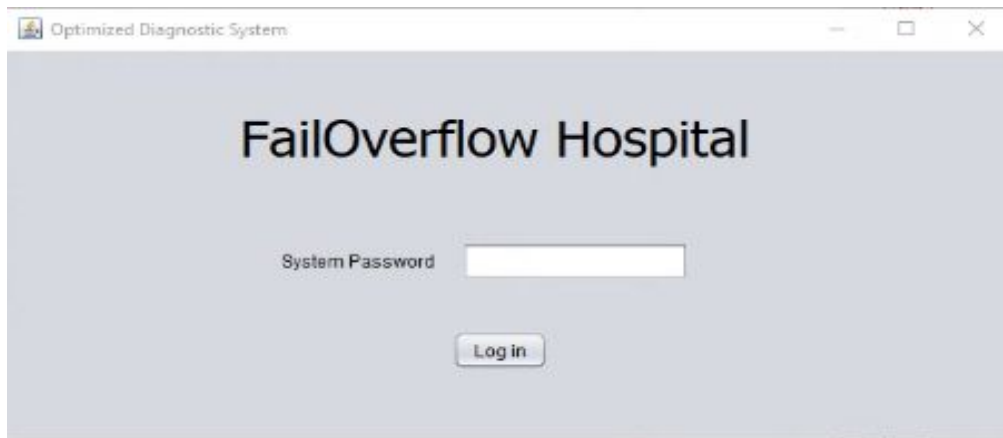 Optimized Diagnostic System
FailOverflow Hospital
System Password
Log in